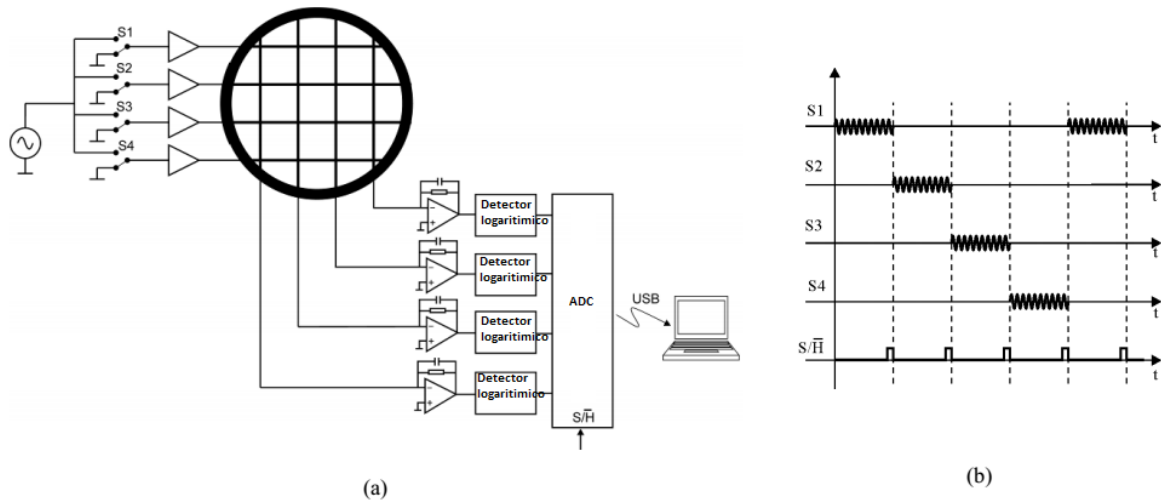 S1
S2
S3
S4
Detector
logaritimico
Detector
logaritimico
Detector
logaritimico
Detector
logaritimico
ADC
S/H̅
USB
(a)
S1
t
S2
t
S3
t
S4
t
S/H̅
t
(b)